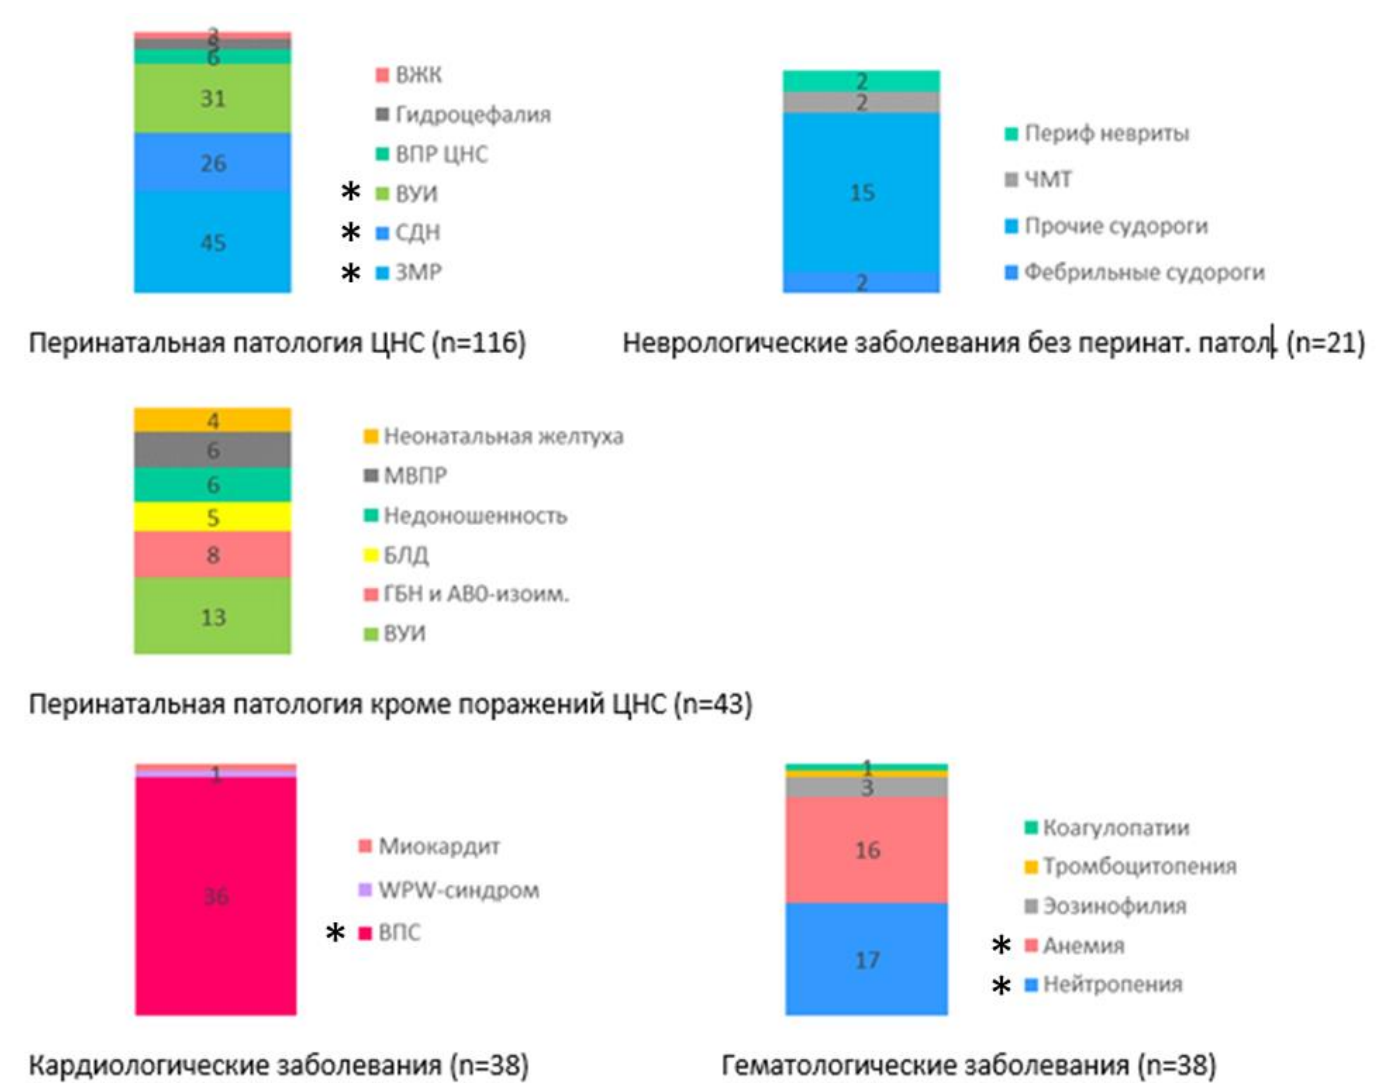 3
5
6
31
26
45
ВЖК
Гидроцефалия
ВПР ЦНС
* ВУИ
* СДН
* ЗМР
Перинатальная патология ЦНС (n=116)
2
2
15
2
Периф невриты
ЧМТ
Прочие судороги
Фебрильные судороги
Неврологические заболевания без перинат. патол. (n=21)
4
6
6
5
8
13
Неонатальная желтуха
МВПР
Недоношенность
БЛД
ГБН и АВ0-изоим.
ВУИ
Перинатальная патология кроме поражений ЦНС (n=43)
1
36
Миокардит
WPW-синдром
* ВПС
Кардиологические заболевания (n=38)
1
3
16
17
Коагулопатии
Тромбоцитопения
Эозинофилия
* Анемия
* Нейтропения
Гематологические заболевания (n=38)